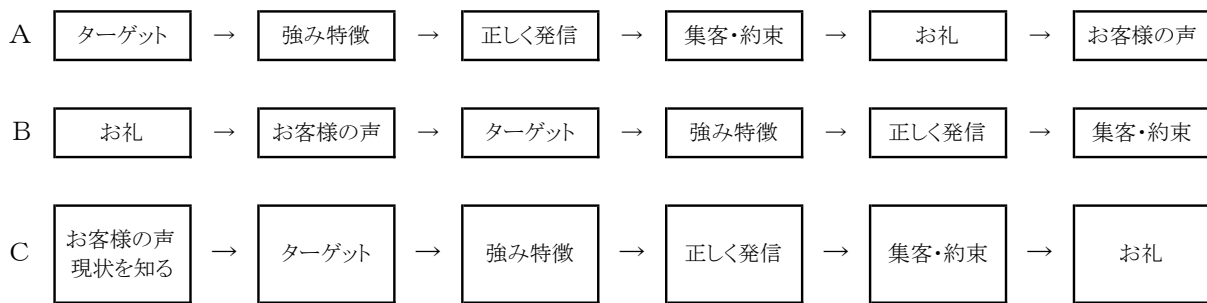 A ターゲット → 強み特徴 → 正しく発信 → 集客・約束 → お礼 → お客様の声
B お礼 → お客様の声 → ターゲット → 強み特徴 → 正しく発信 → 集客・約束
C お客様の声
現状を知る → ターゲット → 強み特徴 → 正しく発信 → 集客・約束 → お礼